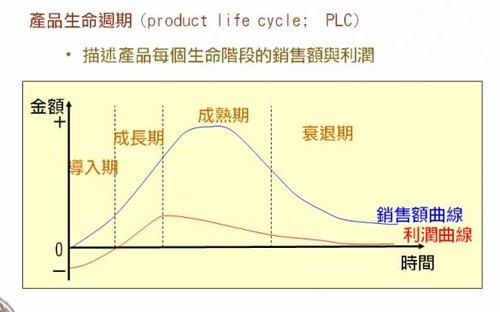 產品生命週期(product life cycle; PLC)
• 描述產品每個生命階段的銷售額與利潤
金額
+
成熟期
成長期
衰退期
導入期
銷售額曲線
利潤曲線
0
時間
−